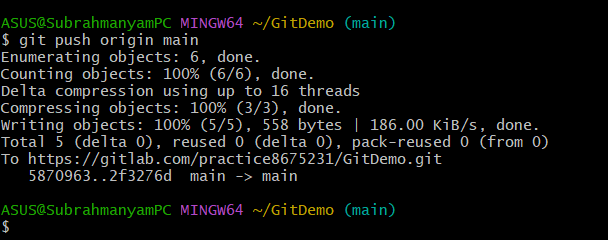 ASUS@SubrahmanyamPC MINGW64 ~/GitDemo (main)
$ git push origin main
Enumerating objects: 6, done.
Counting objects: 100% (6/6), done.
Delta compression using up to 16 threads
Compressing objects: 100% (3/3), done.
Writing objects: 100% (5/5), 558 bytes | 186.00 KiB/s, done.
Total 5 (delta 0), reused 0 (delta 0), pack-reused 0 (from 0)
To https://gitlab.com/practice8675231/GitDemo.git
   5870963..2f3276d  main -> main

ASUS@SubrahmanyamPC MINGW64 ~/GitDemo (main)
$